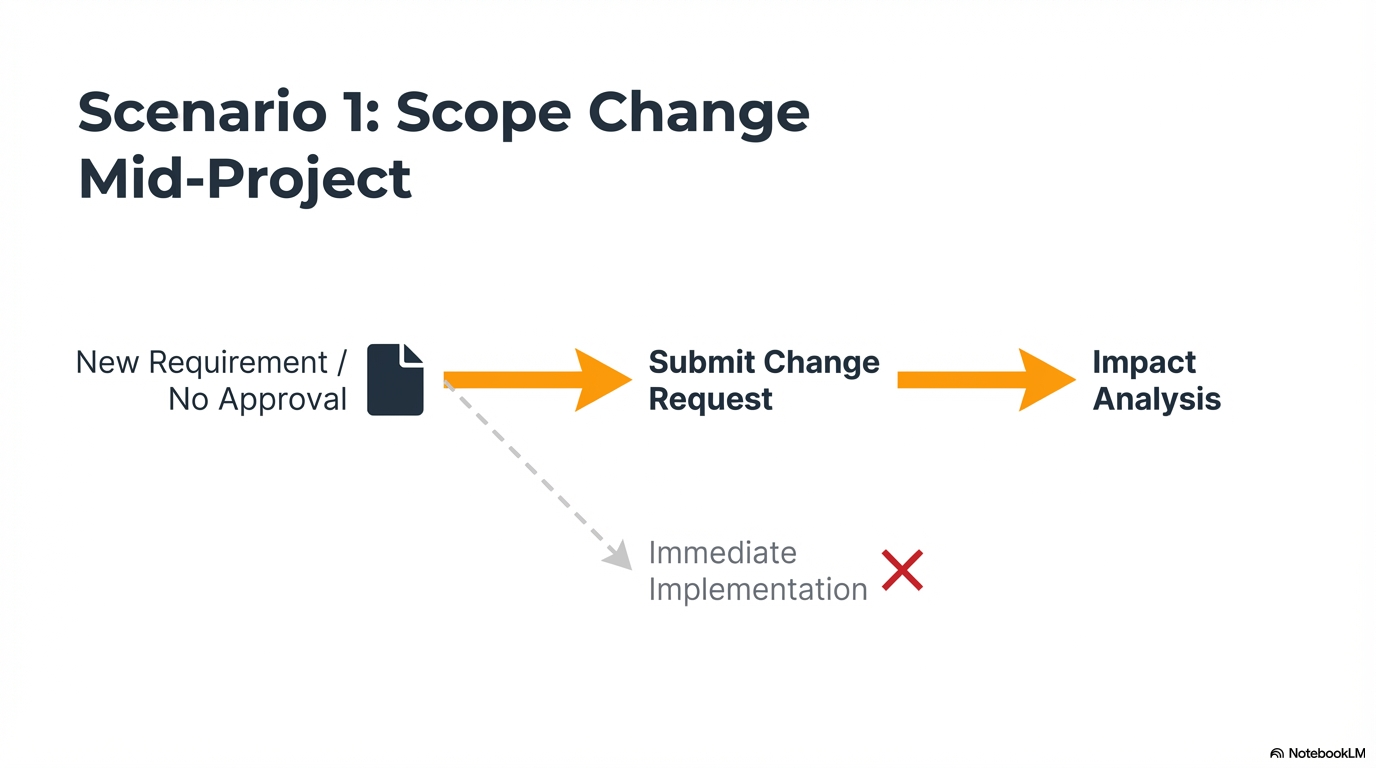 Scenario 1: Scope Change
Mid-Project
New Requirement /
No Approval
Submit Change
Request
Impact
Analysis
Immediate
Implementation
NotebookLM